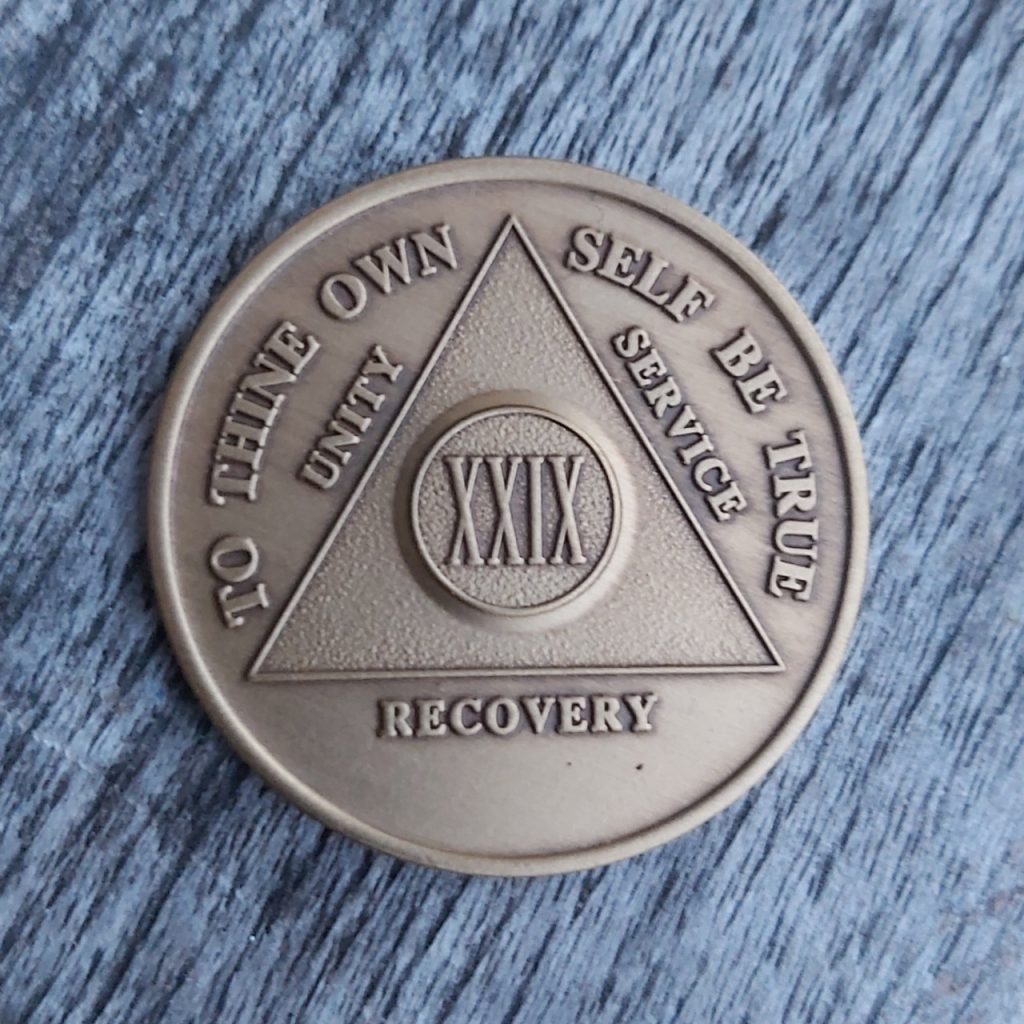 TO THINE OWN SELF BE TRUE
UNITY
SERVICE
XXIX
RECOVERY